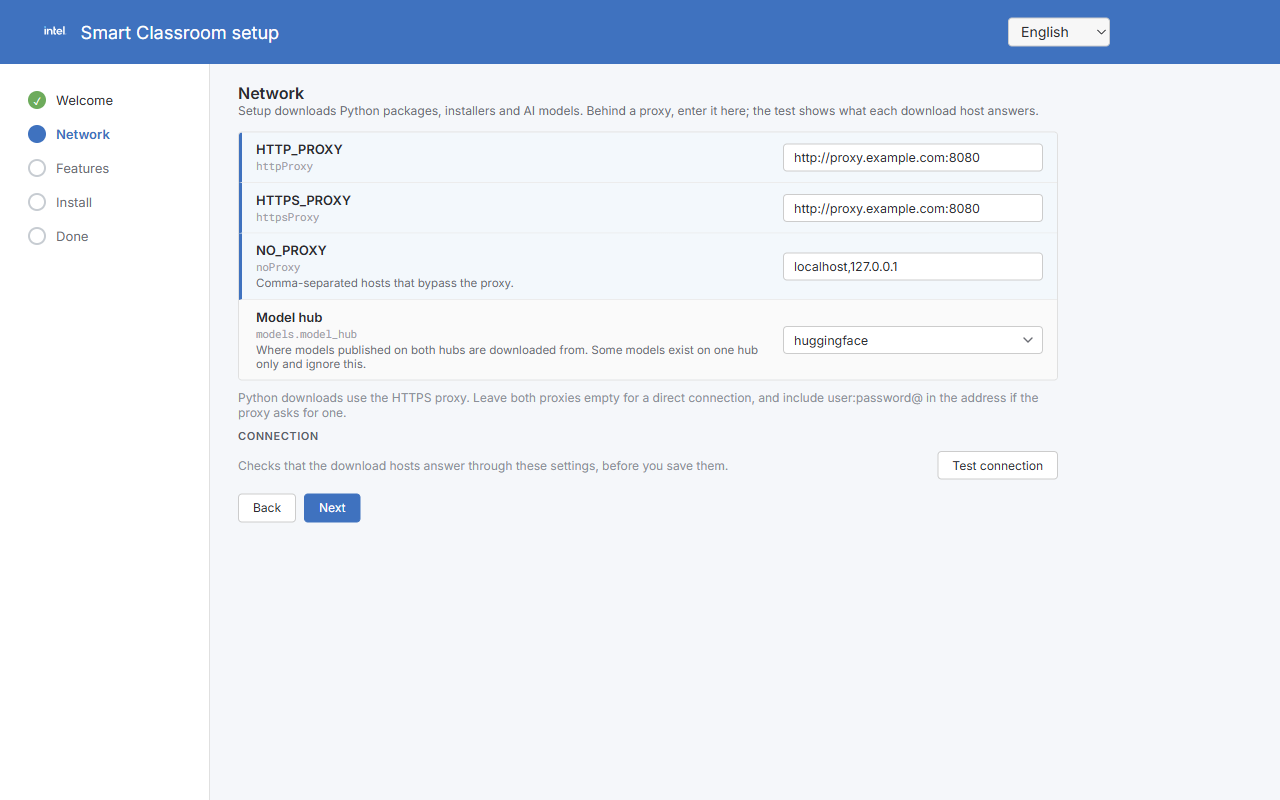 intel
Smart Classroom setup
English
Welcome
Network
Features
Install
Done
Network
Setup downloads Python packages, installers and AI models. Behind a proxy, enter it here; the test shows what each download host answers.
HTTP_PROXY
httpProxy
http://proxy.example.com:8080
HTTPS_PROXY
httpsProxy
http://proxy.example.com:8080
NO_PROXY
noProxy
Comma-separated hosts that bypass the proxy.
localhost,127.0.0.1
Model hub
models.model_hub
Where models published on both hubs are downloaded from. Some models exist on one hub
only and ignore this.
huggingface
Python downloads use the HTTPS proxy. Leave both proxies empty for a direct connection, and include user:password@ in the address if the
proxy asks for one.
CONNECTION
Checks that the download hosts answer through these settings, before you save them.
Test connection
Back
Next